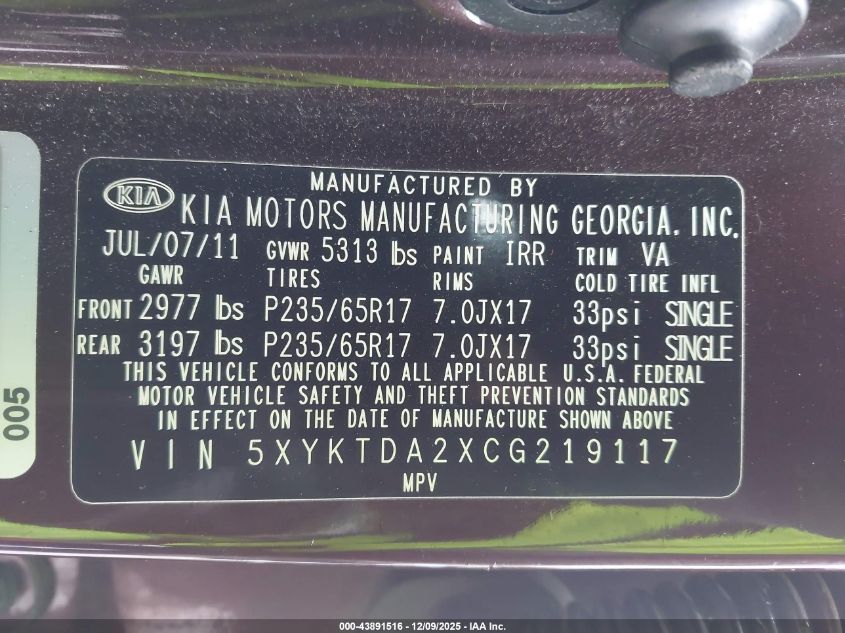 MANUFACTURED BY
KIA KIA MOTORS MANUFACTURING GEORGIA, INC.
JUL/07/11 GVWR 5313 lbs PAINT IRR TRIM VA
GAWR TIRES RIMS COLD TIRE INFL
FRONT 2977 lbs P235/65R17 7.0JX17 33psi SINGLE
REAR 3197 lbs P235/65R17 7.0JX17 33psi SINGLE
THIS VEHICLE CONFORMS TO ALL APPLICABLE U.S.A. FEDERAL
MOTOR VEHICLE SAFETY AND THEFT PREVENTION STANDARDS
IN EFFECT ON THE DATE OF MANUFACTURE SHOWN ABOVE
VIN 5XYKTDA2XCG219117
MPV
005
000-43891516 - 12/09/2025 - IAA Inc.